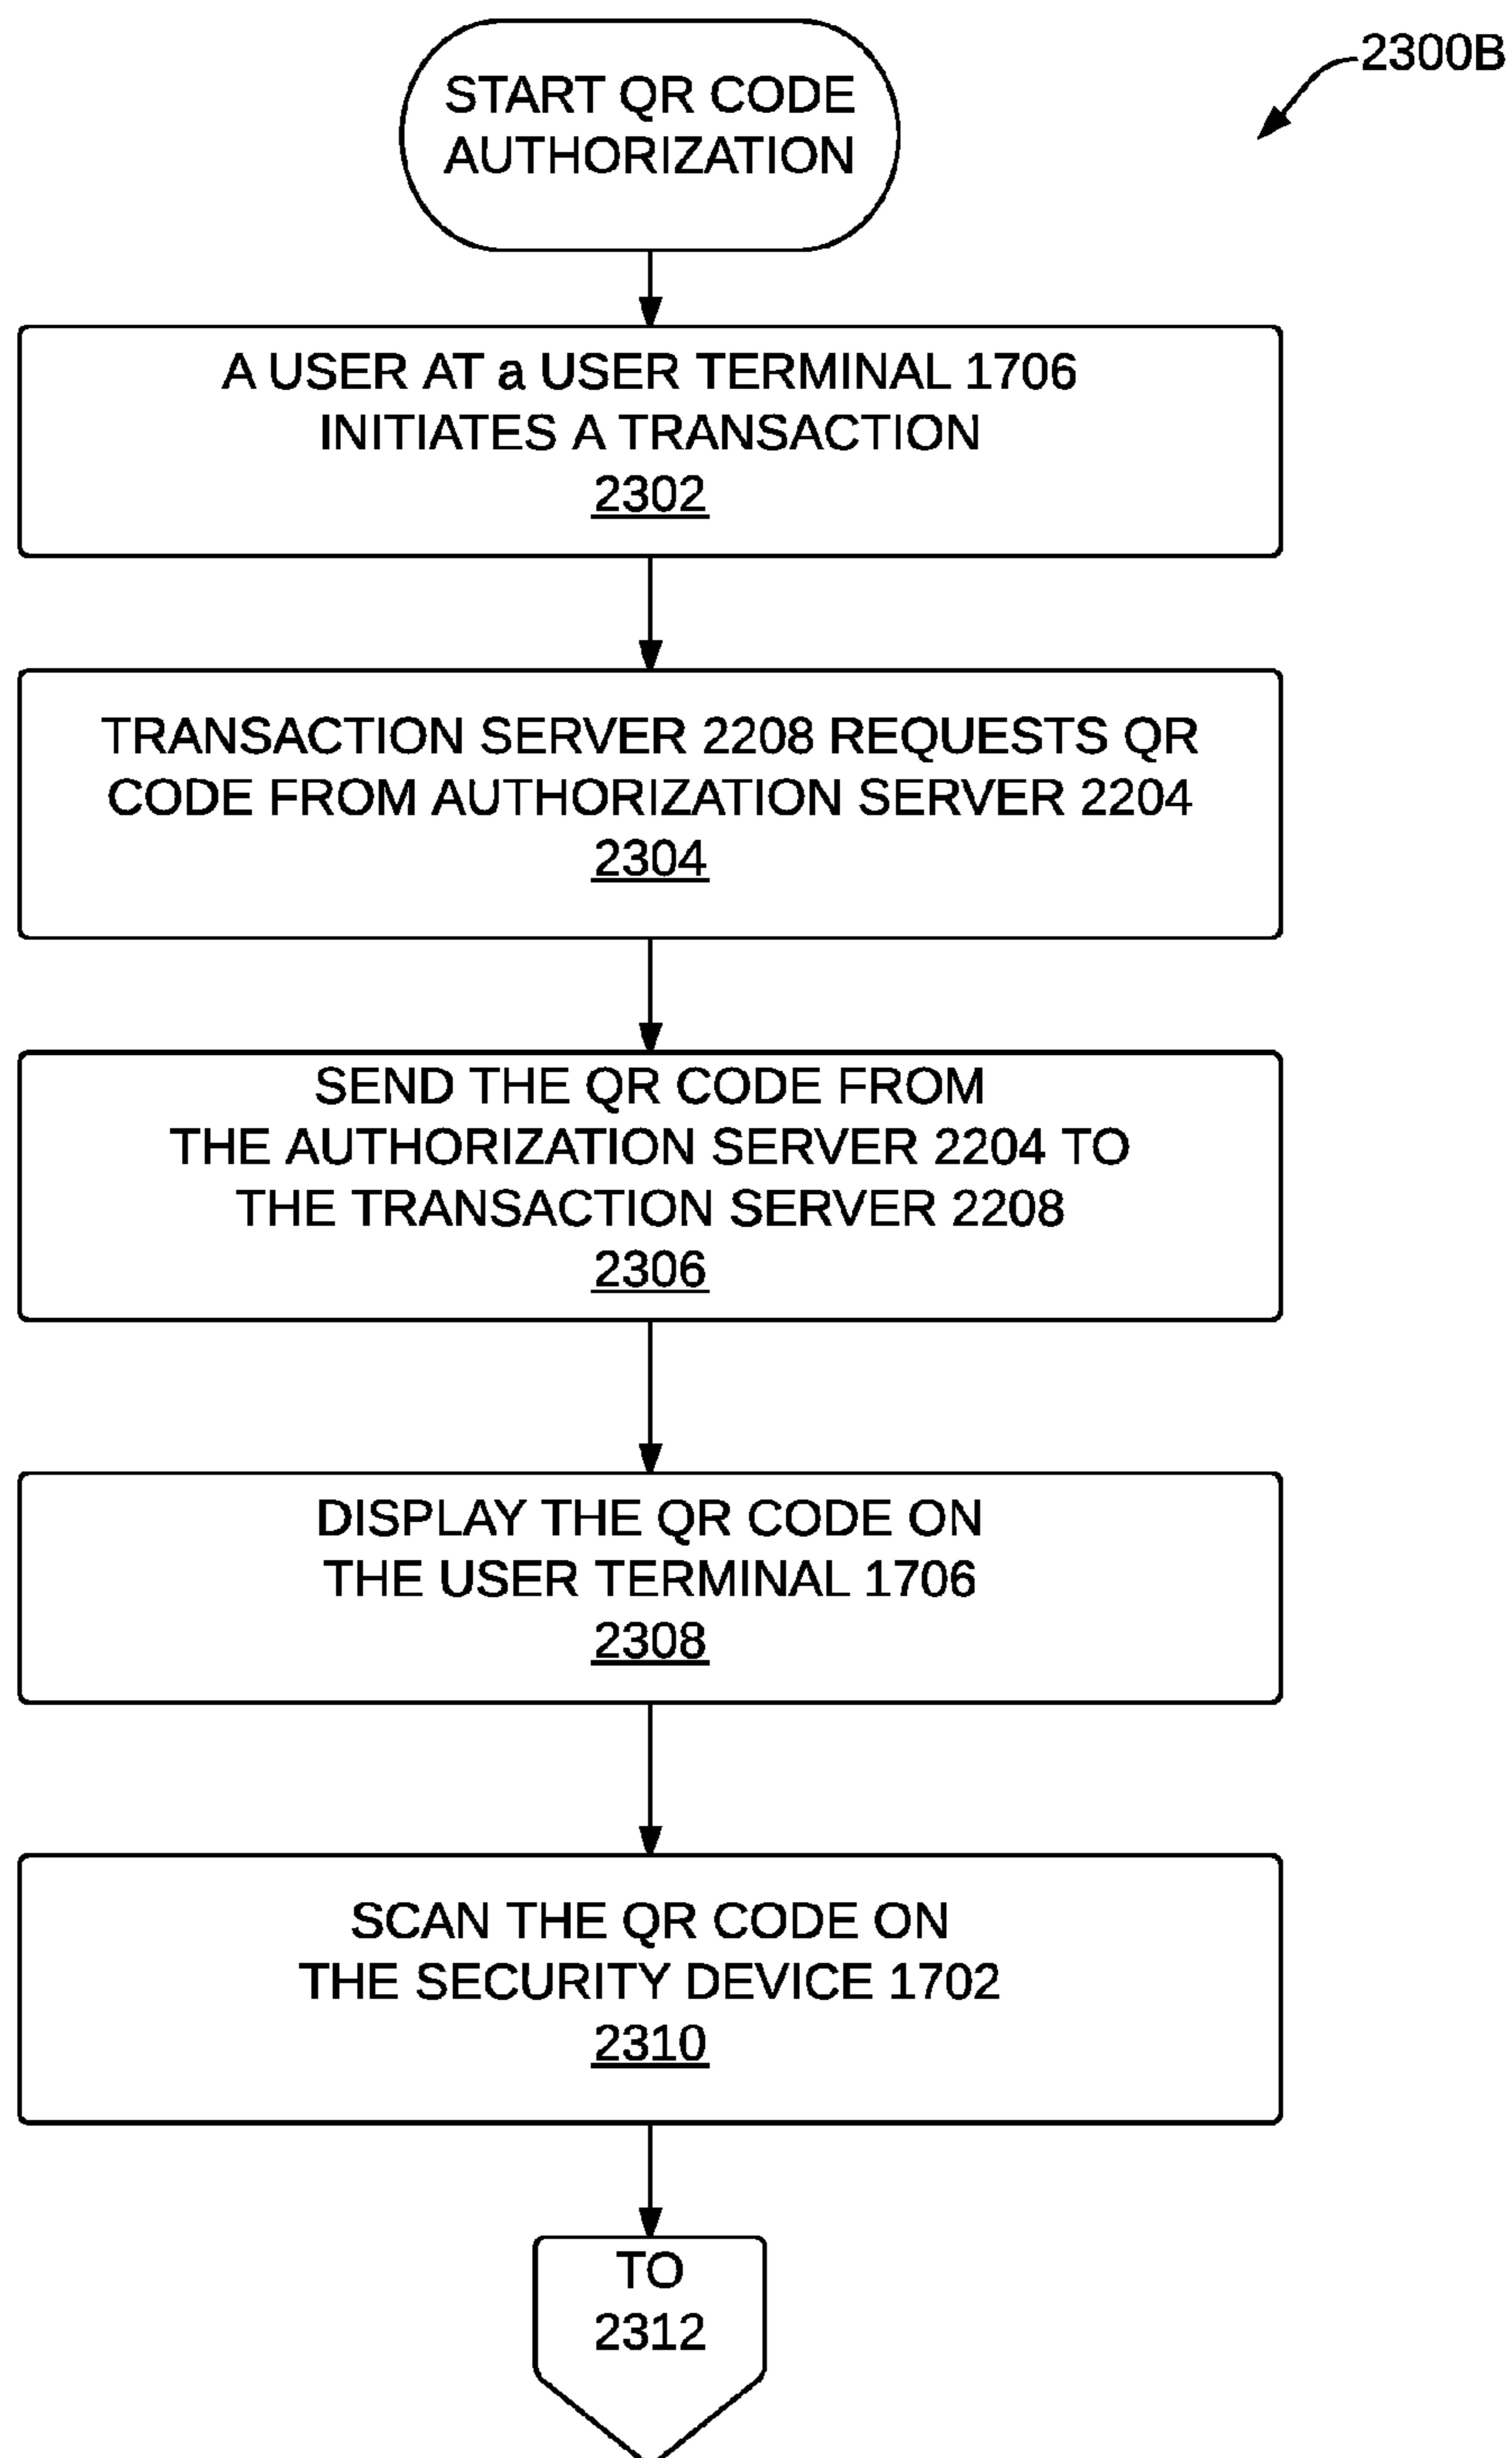 2300B
START QR CODE
AUTHORIZATION
A USER AT a USER TERMINAL 1706
INITIATES A TRANSACTION
2302
TRANSACTION SERVER 2208 REQUESTS QR
CODE FROM AUTHORIZATION SERVER 2204
2304
SEND THE QR CODE FROM
THE AUTHORIZATION SERVER 2204 TO
THE TRANSACTION SERVER 2208
2306
DISPLAY THE QR CODE ON
THE USER TERMINAL 1706
2308
SCAN THE QR CODE ON
THE SECURITY DEVICE 1702
2310
TO
2312